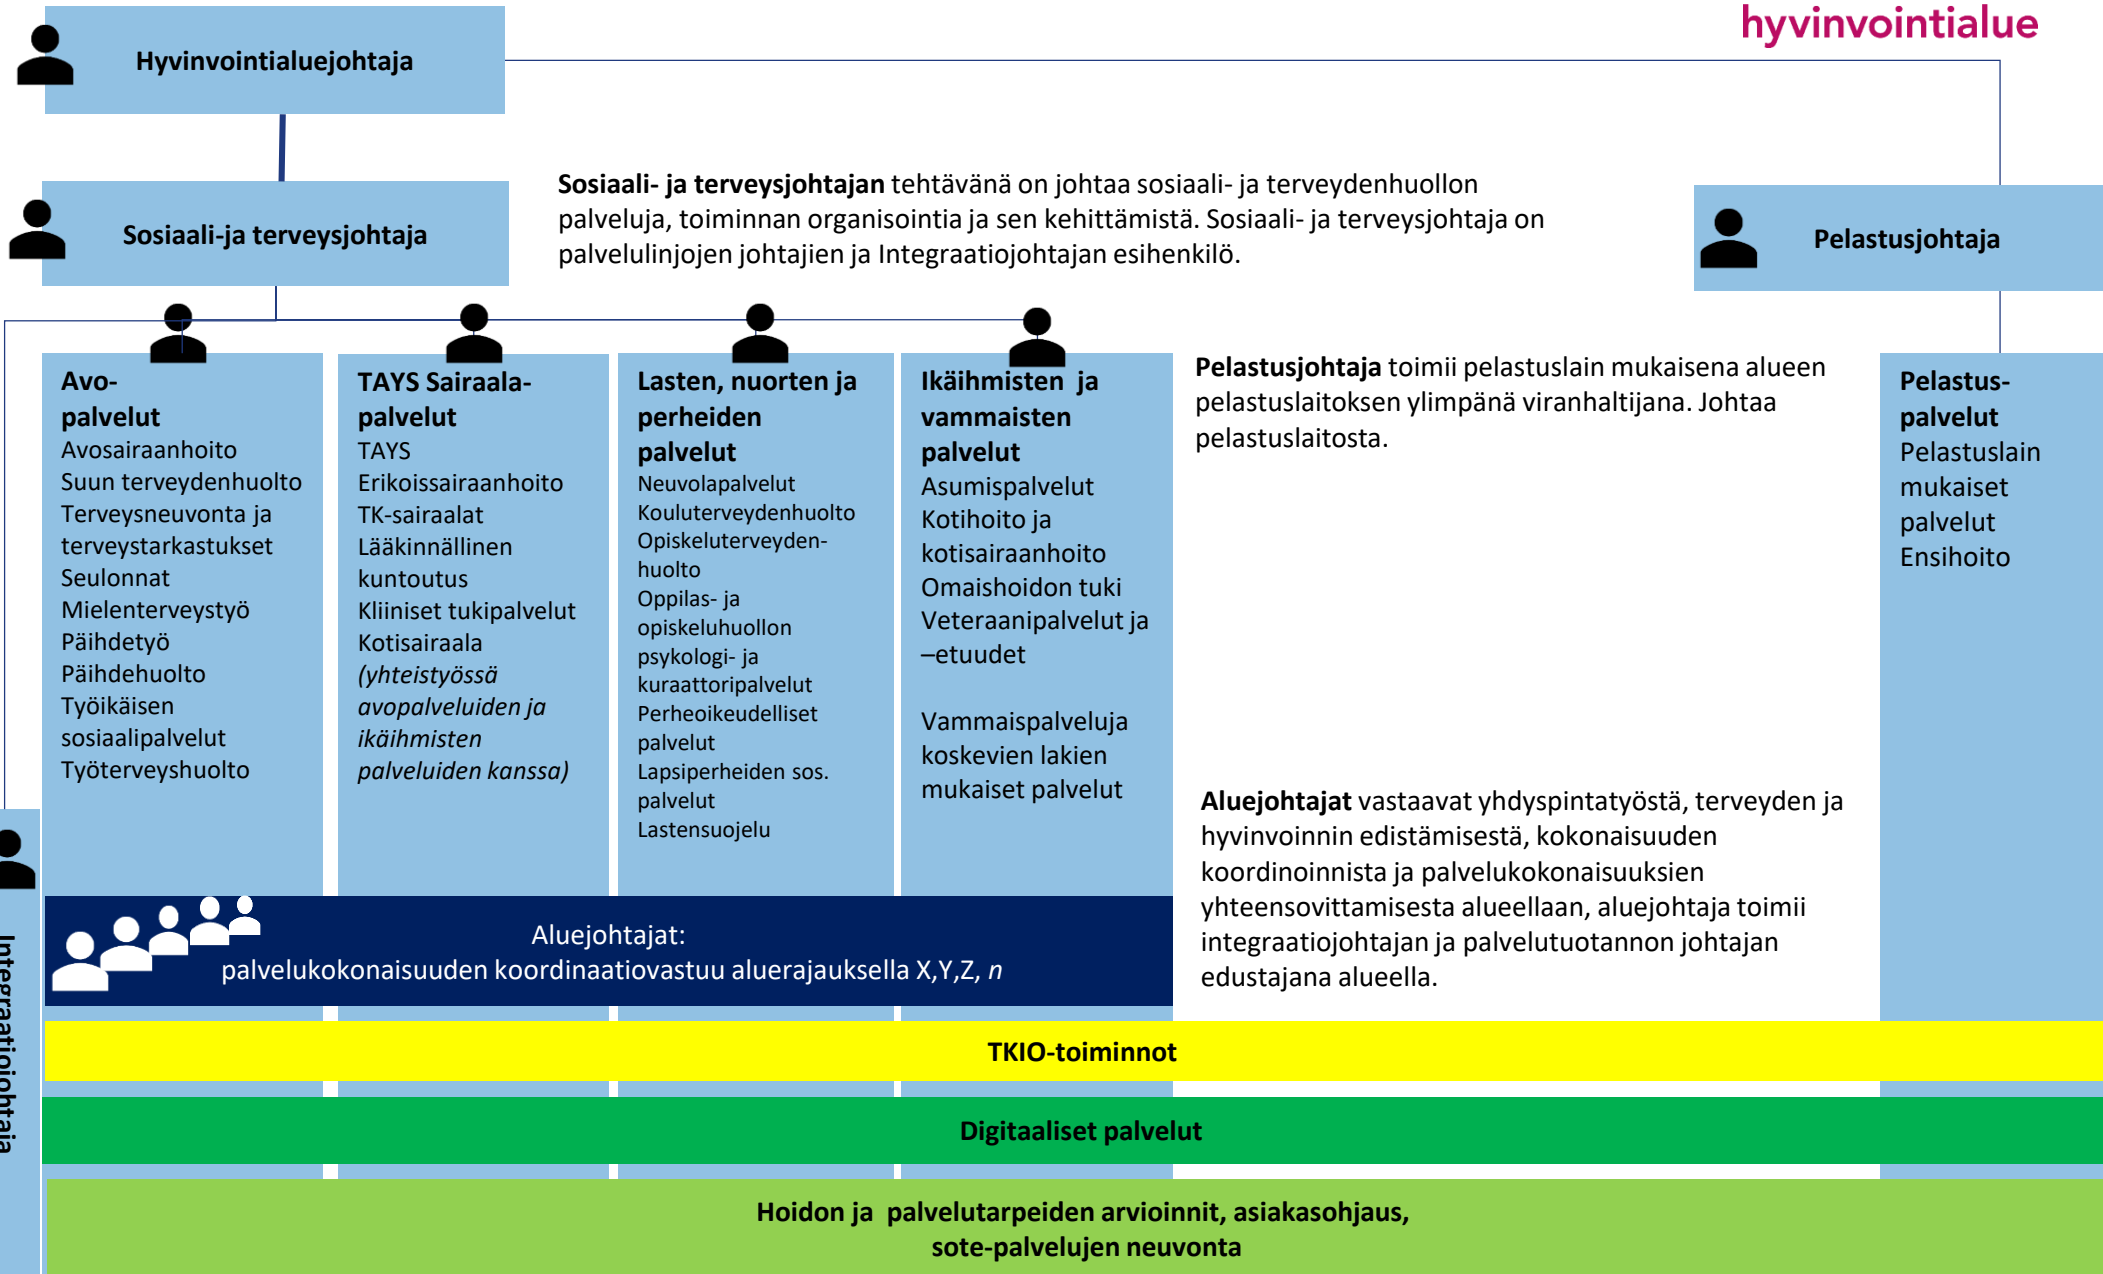 hyvinvointialue
Hyvinvointialuejohtaja
Sosiaali-ja terveysjohtaja
Sosiaali- ja terveysjohtajan tehtävänä on johtaa sosiaali- ja terveydenhuollon
palveluja, toiminnan organisointia ja sen kehittämistä. Sosiaali- ja terveysjohtaja on
palvelulinjojen johtajien ja Integraatiojohtajan esihenkilö.
Pelastusjohtaja
Avo-
palvelut
Avosairaanhoito
Suun terveydenhuolto
Terveysneuvonta ja
terveystarkastukset
Seulonnat
Mielenterveystyö
Päihdetyö
Päihdehuolto
Työikäisen
sosiaalipalvelut
Työterveyshuolto
TAYS Sairaala-
palvelut
TAYS
Erikoissairaanhoito
TK-sairaalat
Lääkinnällinen
kuntoutus
Kliiniset tukipalvelut
Kotisairaala
(yhteistyössä
avopalveluiden ja
ikäihmisten
palveluiden kanssa)
Lasten, nuorten ja
perheiden
palvelut
Neuvolapalvelut
Kouluterveydenhuolto
Opiskeluterveyden-
huolto
Oppilas- ja
opiskeluhuollon
psykologi- ja
kuraattoripalvelut
Perheoikeudelliset
palvelut
Lapsiperheiden sos.
palvelut
Lastensuojelu
Ikäihmisten ja
vammaisten
palvelut
Asumispalvelut
Kotihoito ja
kotisairaanhoito
Omaishoidon tuki
Veteraanipalvelut ja
–etuudet
Vammaispalveluja
koskevien lakien
mukaiset palvelut
Pelastusjohtaja toimii pelastuslain mukaisena alueen
pelastuslaitoksen ylimpänä viranhaltijana. Johtaa
pelastuslaitosta.
Pelastus-
palvelut
Pelastuslain
mukaiset
palvelut
Ensihoito
Aluejohtajat vastaavat yhdyspintatyöstä, terveyden ja
hyvinvoinnin edistämisestä, kokonaisuuden
koordinoinnista ja palvelukokonaisuuksien
yhteensovittamisesta alueellaan, aluejohtaja toimii
integraatiojohtajan ja palvelutuotannon johtajan
edustajana alueella.
Integraatiojohtaja
Aluejohtajat:
palvelukokonaisuuden koordinaatiovastuu aluerajauksella X,Y,Z, n
TKIO-toiminnot
Digitaaliset palvelut
Hoidon ja palvelutarpeiden arvioinnit, asiakasohjaus,
sote-palvelujen neuvonta